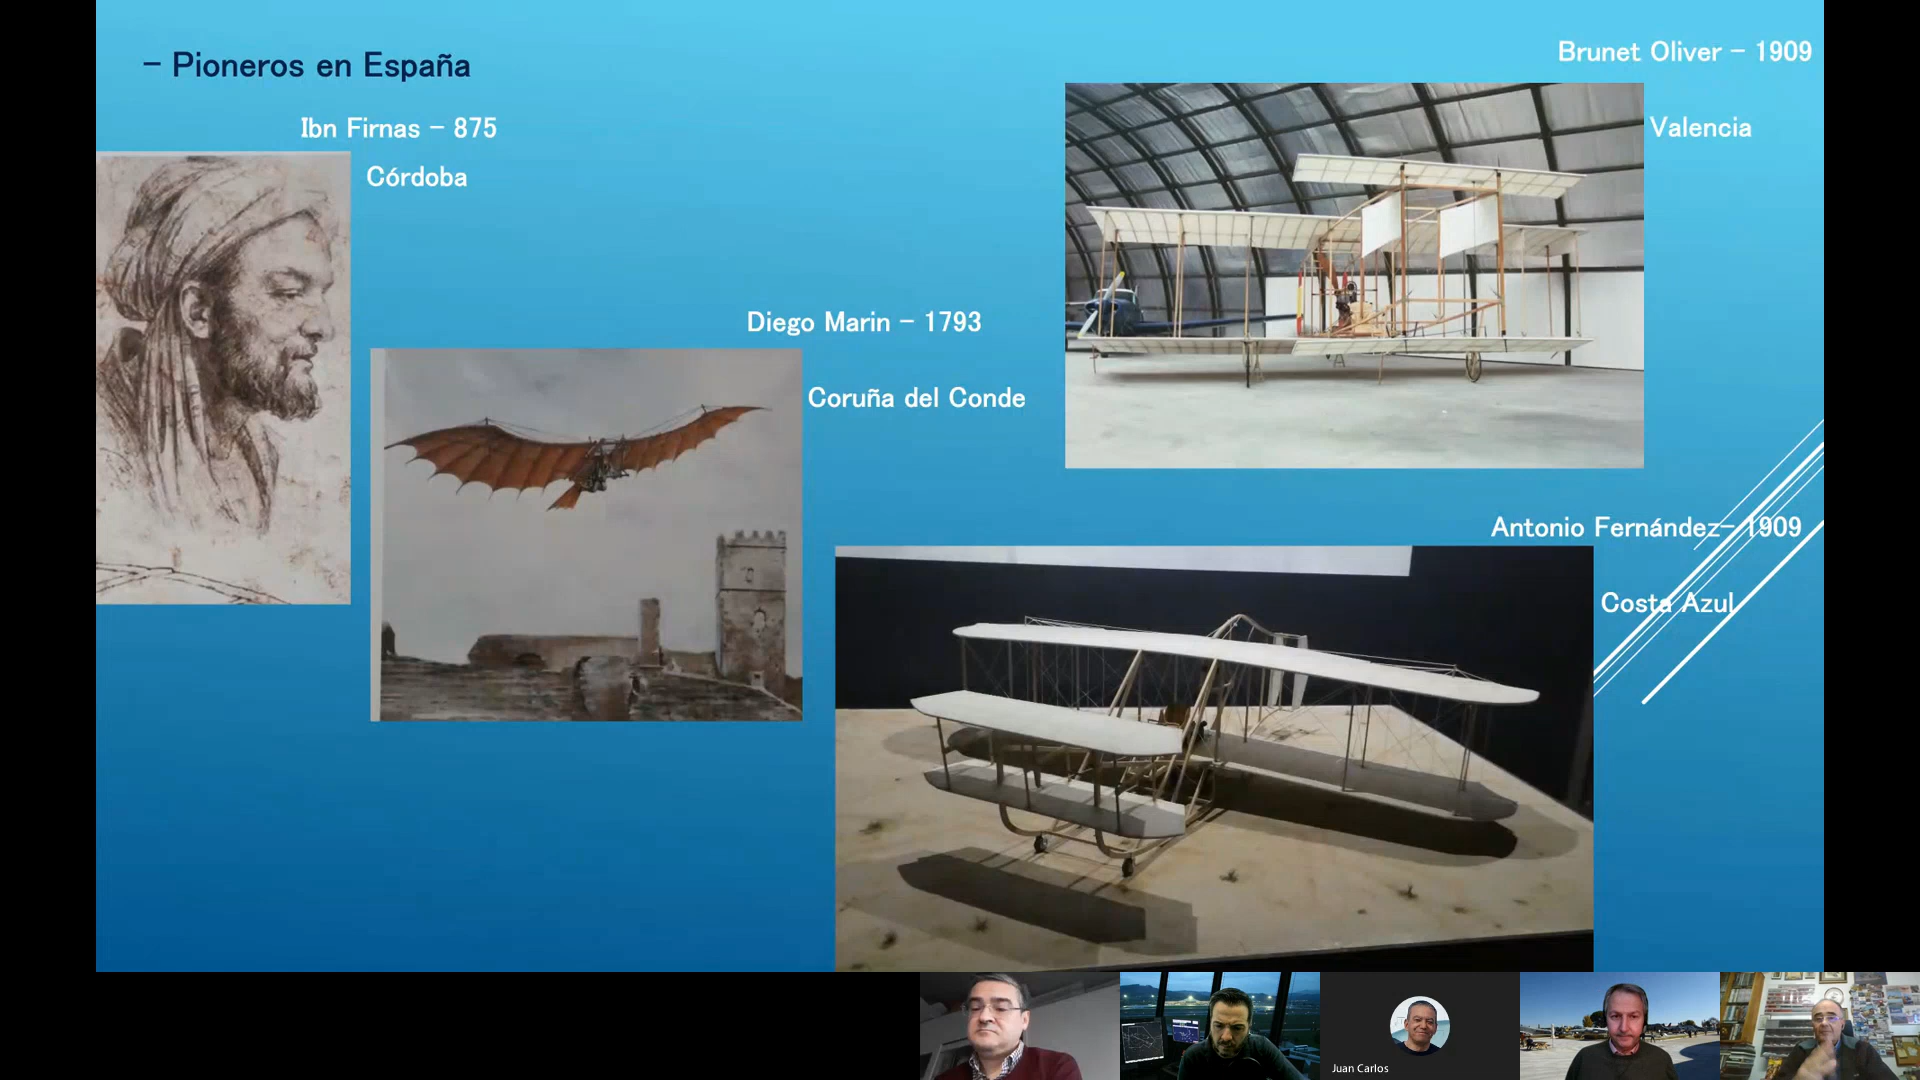 - Pioneros en España
Ibn Firnas - 875
Córdoba
Diego Marin - 1793
Coruña del Conde
Brunet Oliver - 1909
Valencia
Antonio Fernández- 1909
Costa Azul
Juan Carlos